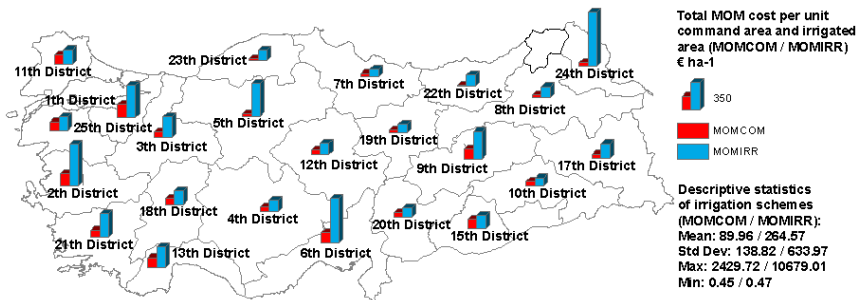 23th District
11th District
7th District
24th District
1th District
22th District
8th District
25th District
5th District
3th District
19th District
12th District
9th District
17th District
2th District
10th District
18th District
4th District
20th District
21th District
15th District
13th District
6th District
Total MOM cost per unit
command area and irrigated
area (MOMCOM / MOMIRR)
€ ha-1
350
MOMCOM
MOMIRR
Descriptive statistics
of irrigation schemes
(MOMCOM / MOMIRR):
Mean: 89.96 / 264.57
Std Dev: 138.82 / 633.97
Max: 2429.72 / 10679.01
Min: 0.45 / 0.47